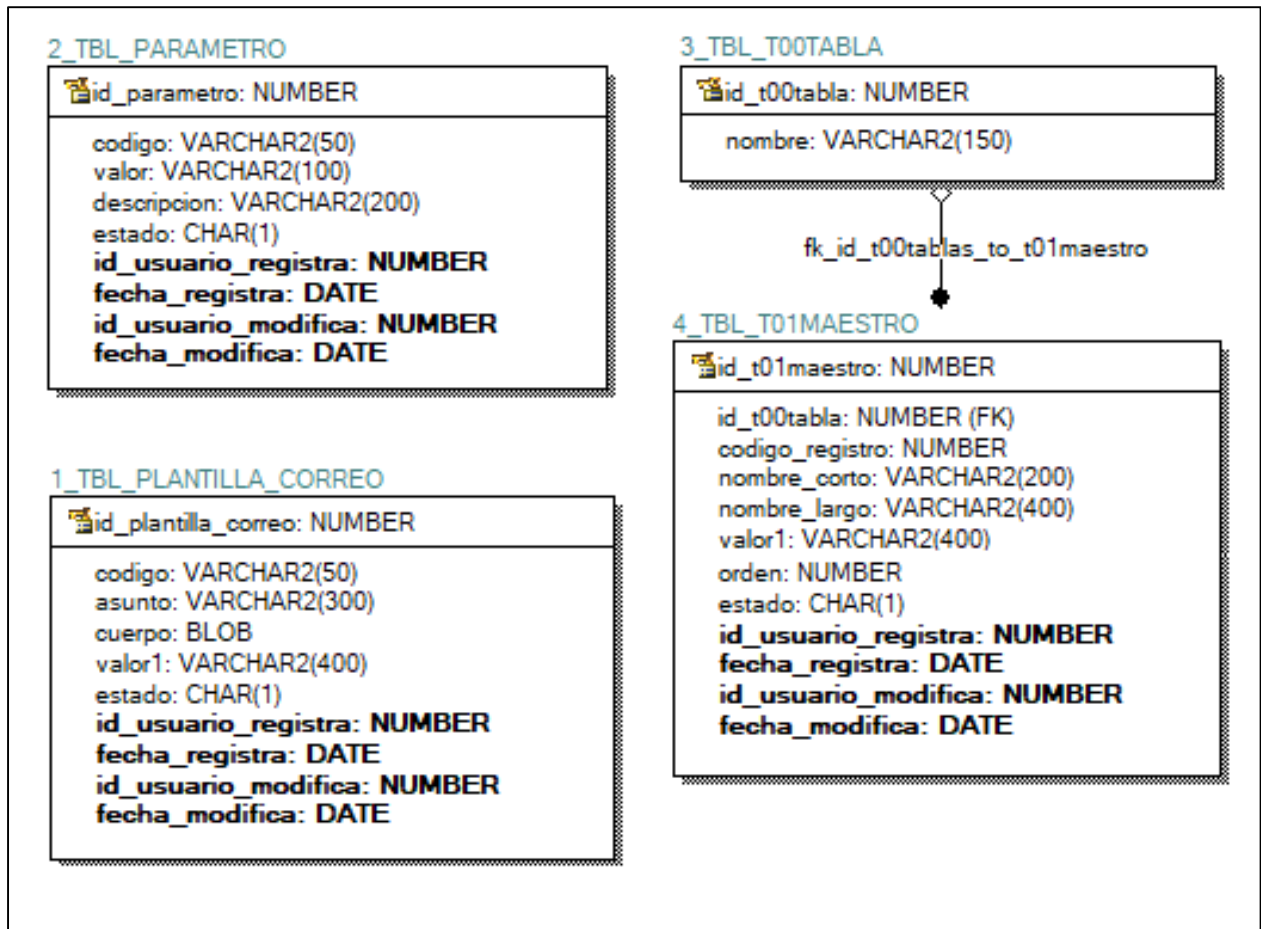 2_TBL_PARAMETRO
id_parametro: NUMBER
codigo: VARCHAR2(50)
valor: VARCHAR2(100)
descripcion: VARCHAR2(200)
estado: CHAR(1)
id_usuario_registra: NUMBER
fecha_registra: DATE
id_usuario_modifica: NUMBER
fecha_modifica: DATE
3_TBL_T00TABLA
id_t00tabla: NUMBER
nombre: VARCHAR2(150)
fk_id_t00tablas_to_t01maestro
1_TBL_PLANTILLA_CORREO
id_plantilla_correo: NUMBER
codigo: VARCHAR2(50)
asunto: VARCHAR2(300)
cuerpo: BLOB
valor1: VARCHAR2(400)
estado: CHAR(1)
id_usuario_registra: NUMBER
fecha_registra: DATE
id_usuario_modifica: NUMBER
fecha_modifica: DATE
4_TBL_T01MAESTRO
id_t01maestro: NUMBER
id_t00tabla: NUMBER (FK)
codigo_registro: NUMBER
nombre_corto: VARCHAR2(200)
nombre_largo: VARCHAR2(400)
valor1: VARCHAR2(400)
orden: NUMBER
estado: CHAR(1)
id_usuario_registra: NUMBER
fecha_registra: DATE
id_usuario_modifica: NUMBER
fecha_modifica: DATE